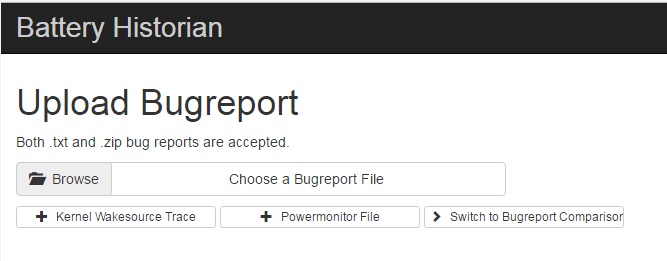 Battery Historian
Upload Bugreport
Both .txt and .zip bug reports are accepted.
Browse Choose a Bugreport File
Kernel Wakesource Trace Powermonitor File Switch to Bugreport Comparison